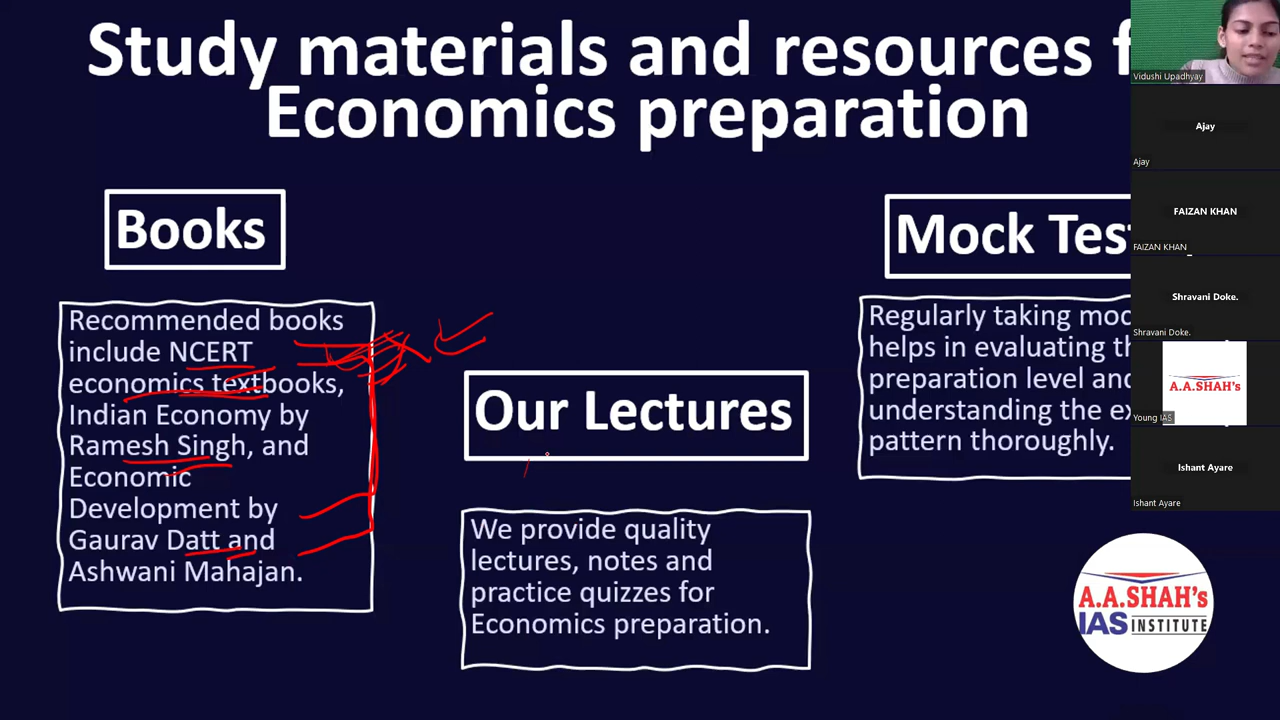 Study materials and resources f
Economics preparation
Books
Recommended books
include NCERT
economics textbooks,
Indian Economy by
Ramesh Singh, and
Economic
Development by
Gaurav Datt and
Ashwani Mahajan.
Our Lectures
We provide quality
lectures, notes and
practice quizzes for
Economics preparation.
Mock Tes
Regularly taking moc
helps in evaluating th
preparation level and
understanding the ex
pattern thoroughly.
Vidushi Upadhyay
Ajay
Ajay
FAIZAN KHAN
FAIZAN KHAN
Shravani Doke.
Shravani Doke.
A.A.SHAH's
Young IAS
Ishant Ayare
Ishant Ayare
A.A.SHAH's
IAS INSTITUTE